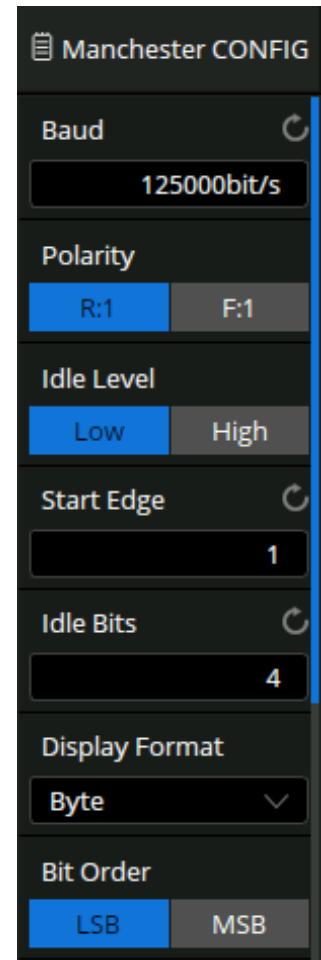 Manchester CONFIG
Baud
125000bit/s
Polarity
R:1 F:1
Idle Level
Low High
Start Edge
1
Idle Bits
4
Display Format
Byte
Bit Order
LSB MSB